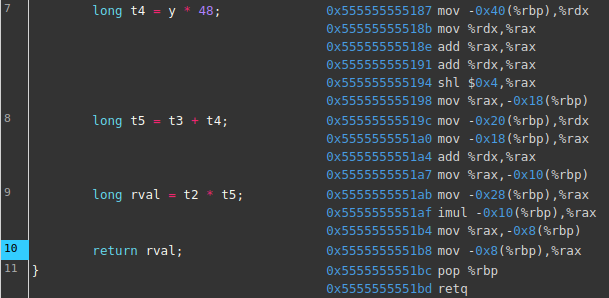 7 long t4 = y * 48; 0x555555555187 mov -0x40(%rbp),%rdx
0x55555555518b mov %rdx,%rax
0x55555555518e add %rax,%rax
0x555555555191 add %rdx,%rax
0x555555555194 shl $0x4,%rax
0x555555555198 mov %rax,-0x18(%rbp)
8 long t5 = t3 + t4; 0x55555555519c mov -0x20(%rbp),%rdx
0x5555555551a0 mov -0x18(%rbp),%rax
0x5555555551a4 add %rdx,%rax
0x5555555551a7 mov %rax,-0x10(%rbp)
9 long rval = t2 * t5; 0x5555555551ab mov -0x28(%rbp),%rax
0x5555555551af imul -0x10(%rbp),%rax
0x5555555551b4 mov %rax,-0x8(%rbp)
10 return rval; 0x5555555551b8 mov -0x8(%rbp),%rax
11 } 0x5555555551bc pop %rbp
0x5555555551bd retq